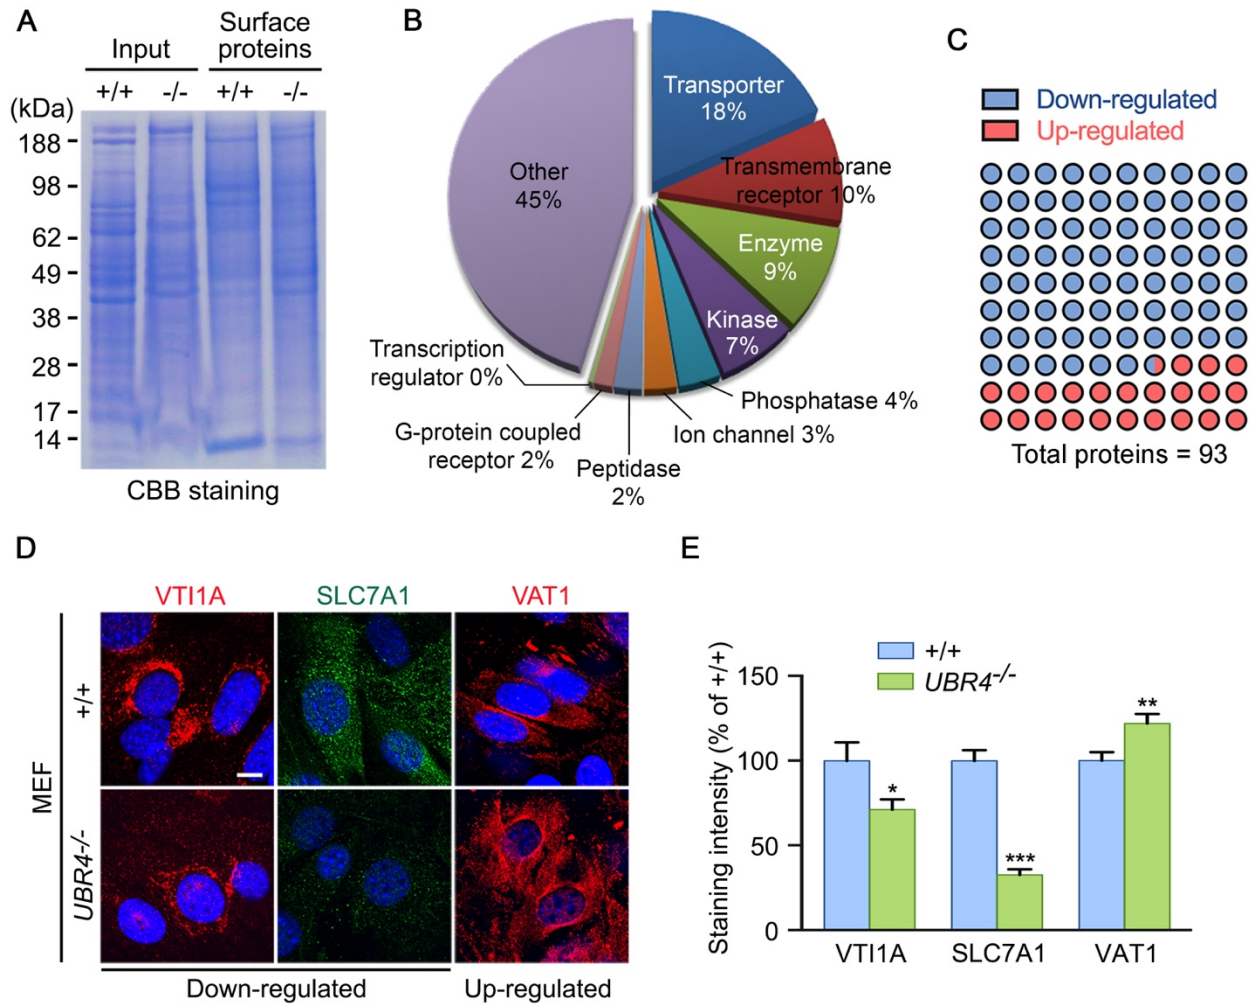 A
Input
Surface
proteins
+/+
-/-
+/+
-/-
(kDa)
188
98
62
49
38
28
17
14
CBB staining
B
Transporter
18%
Transmembrane
receptor 10%
Enzyme
9%
Kinase
7%
Phosphatase 4%
Ion channel 3%
Peptidase
2%
G-protein coupled
receptor 2%
Transcription
regulator 0%
Other
45%
C
Down-regulated
Up-regulated
Total proteins = 93
D
VTI1A
SLC7A1
VAT1
MEF
+/+
UBR4-/-
Down-regulated
Up-regulated
E
+/+
UBR4-/-
Staining intensity (% of +/+)
150
100
50
0
*
***
**
VTI1A
SLC7A1
VAT1